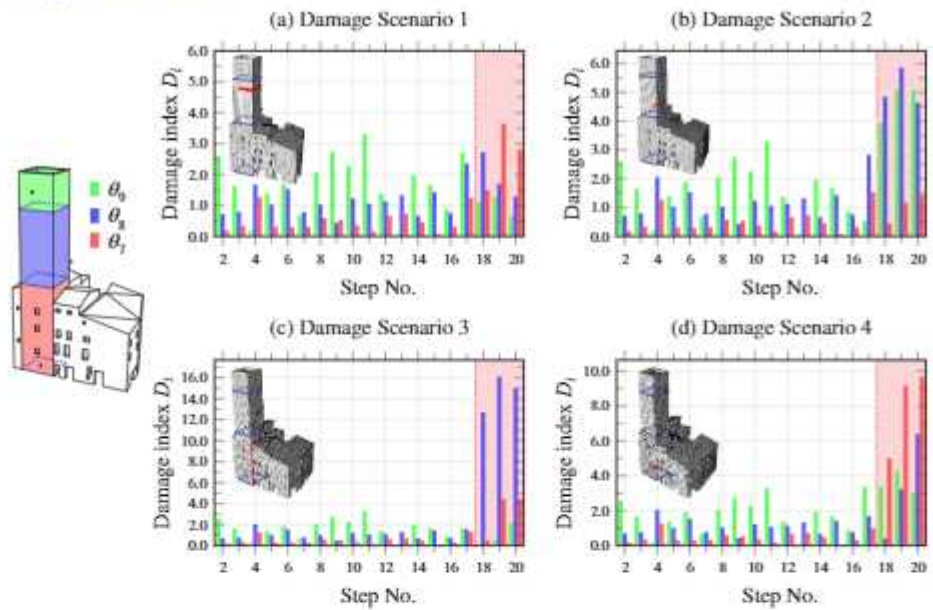 (a) Damage Scenario 1
Damage index Dᵢ
6.0
5.0
4.0
3.0
2.0
1.0
0.0
2 4 6 8 10 12 14 16 18 20
Step No.
(b) Damage Scenario 2
Damage index Dᵢ
6.0
5.0
4.0
3.0
2.0
1.0
0.0
2 4 6 8 10 12 14 16 18 20
Step No.
θ₉
θ₈
θ₇
(c) Damage Scenario 3
Damage index Dᵢ
16.0
14.0
12.0
10.0
8.0
6.0
4.0
2.0
0.0
2 4 6 8 10 12 14 16 18 20
Step No.
(d) Damage Scenario 4
Damage index Dᵢ
10.0
8.0
6.0
4.0
2.0
0.0
2 4 6 8 10 12 14 16 18 20
Step No.